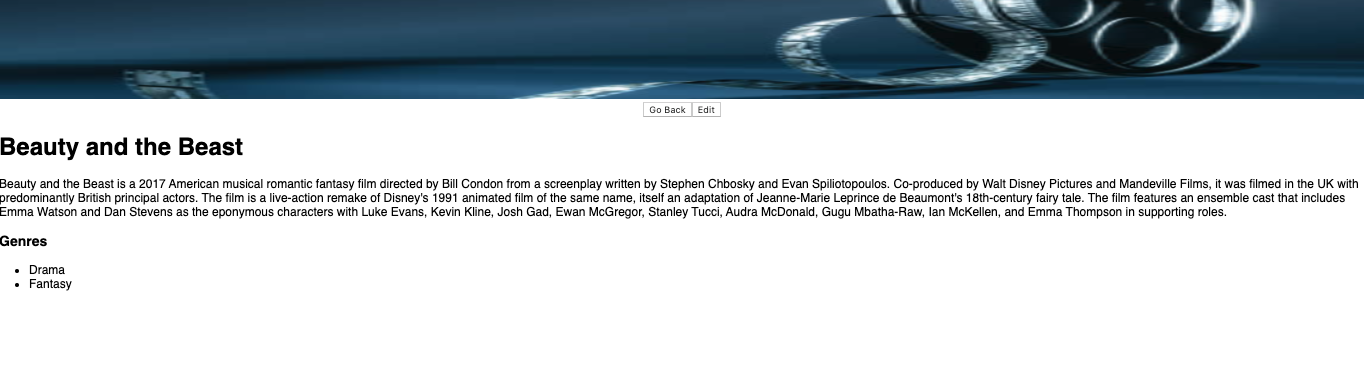 Go Back Edit
Beauty and the Beast
Beauty and the Beast is a 2017 American musical romantic fantasy film directed by Bill Condon from a screenplay written by Stephen Chbosky and Evan Spiliotopoulos. Co-produced by Walt Disney Pictures and Mandeville Films, it was filmed in the UK with
predominantly British principal actors. The film is a live-action remake of Disney's 1991 animated film of the same name, itself an adaptation of Jeanne-Marie Leprince de Beaumont's 18th-century fairy tale. The film features an ensemble cast that includes
Emma Watson and Dan Stevens as the eponymous characters with Luke Evans, Kevin Kline, Josh Gad, Ewan McGregor, Stanley Tucci, Audra McDonald, Gugu Mbatha-Raw, Ian McKellen, and Emma Thompson in supporting roles.
Genres
• Drama
• Fantasy